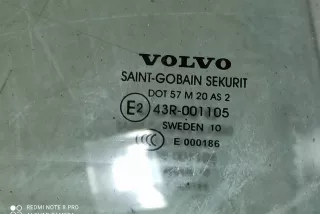 VOLVO
SAINT-GOBAIN SEKURIT
DOT 57 M 20 AS 2
E2 43R-001105
SWEDEN 10
CCC E 000186
REDMI NOTE 8 PRO